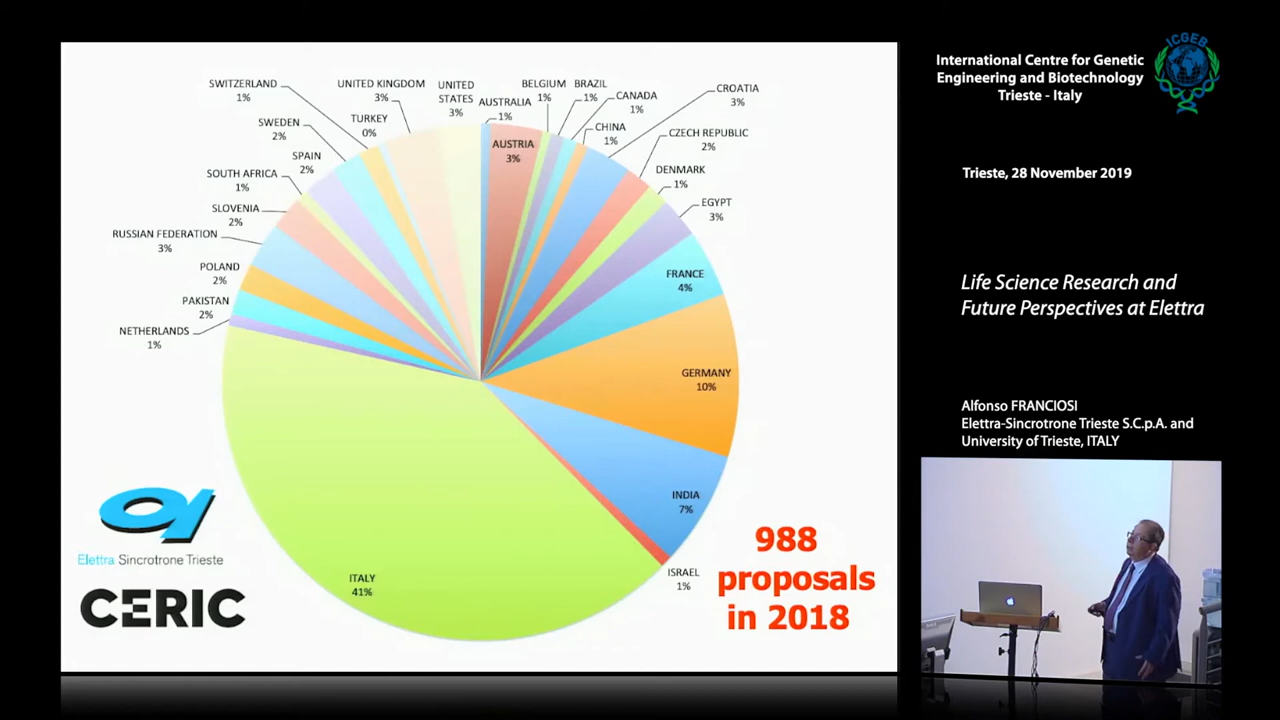 SWITZERLAND
1%
UNITED KINGDOM
3%
UNITED
STATES
3%
AUSTRALIA
1%
BELGIUM
1%
BRAZIL
1%
CANADA
1%
CROATIA
3%
SWEDEN
2%
TURKEY
0%
AUSTRIA
3%
CHINA
1%
CZECH REPUBLIC
2%
SPAIN
2%
DENMARK
1%
SOUTH AFRICA
1%
EGYPT
3%
SLOVENIA
2%
RUSSIAN FEDERATION
3%
FRANCE
4%
POLAND
2%
PAKISTAN
2%
NETHERLANDS
1%
GERMANY
10%
INDIA
7%
ISRAEL
1%
ITALY
41%
Elettra Sincrotrone Trieste
CERIC
988
proposals
in 2018
International Centre for Genetic
Engineering and Biotechnology
Trieste - Italy
ICGEB
Trieste, 28 November 2019
Life Science Research and
Future Perspectives at Elettra
Alfonso FRANCIOSI
Elettra-Sincrotrone Trieste S.C.p.A. and
University of Trieste, ITALY